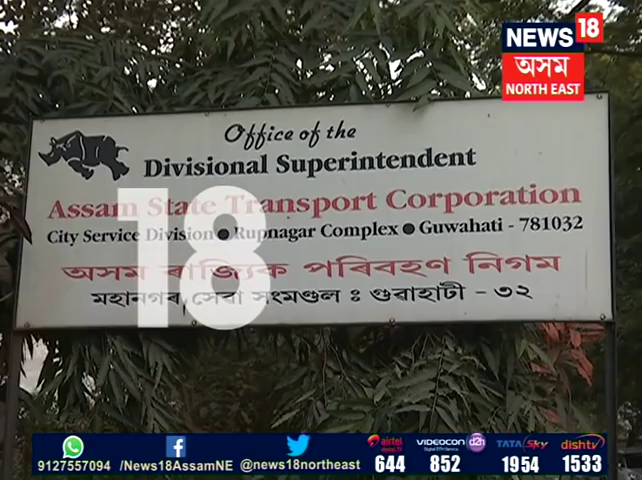 NEWS 18
অসম
NORTH EAST
Office of the
Divisional Superintendent
Assam State Transport Corporation
City Service Division ● Rupnagar Complex ● Guwahati - 781032
অসম ৰাজ্যিক পৰিবহণ নিগম
মহানগৰ সেৱা সংমণ্ডল : গুৱাহাটী - ৩২
18
9127557094 /News18AssamNE @news18northeast
airtel digital TV 644
VIDEOCON d2h 852
TATA Sky 1954
dishtv 1533